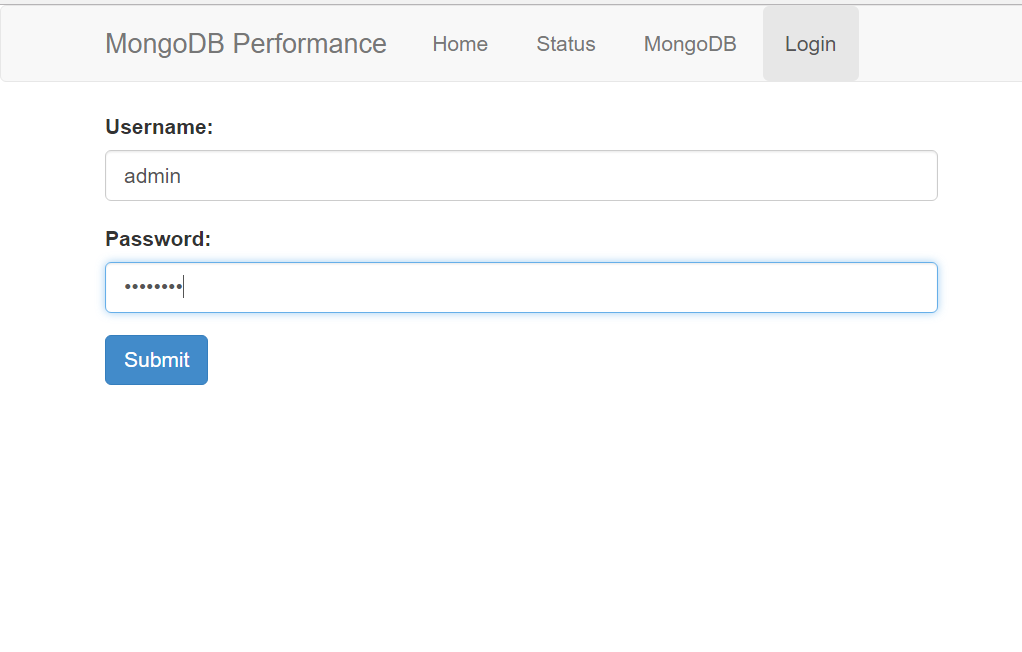 MongoDB Performance Home Status MongoDB Login
Username:
admin
Password:
••••••••
Submit